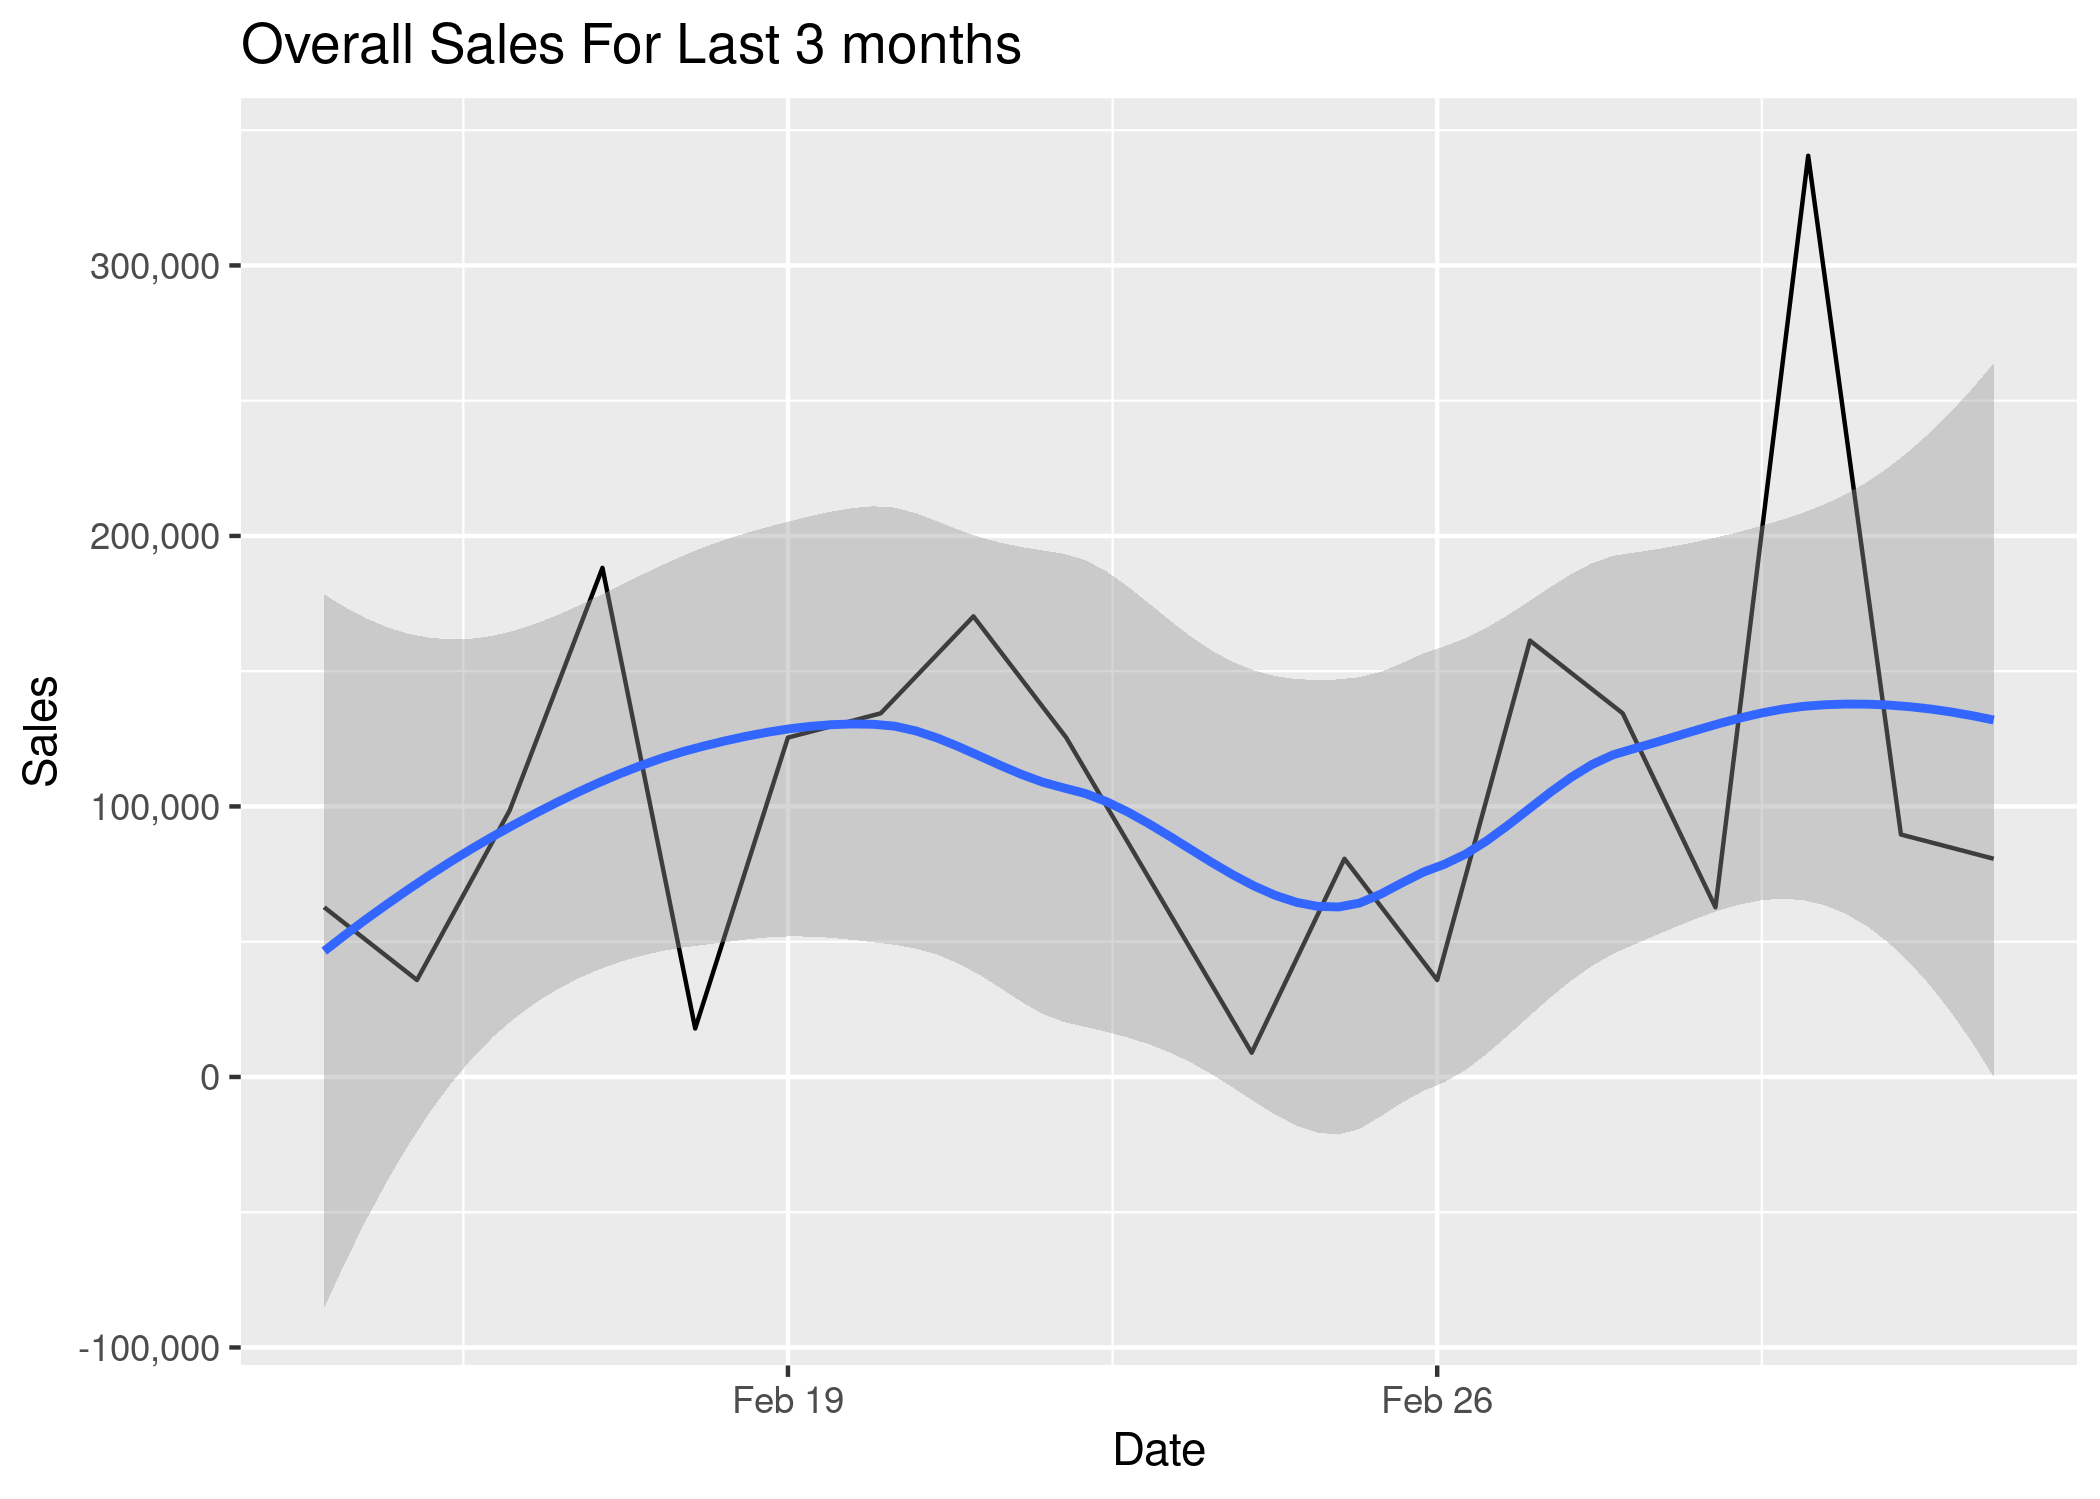 Overall Sales For Last 3 months
Sales
300,000
200,000
100,000
0
-100,000
Feb 19
Feb 26
Date